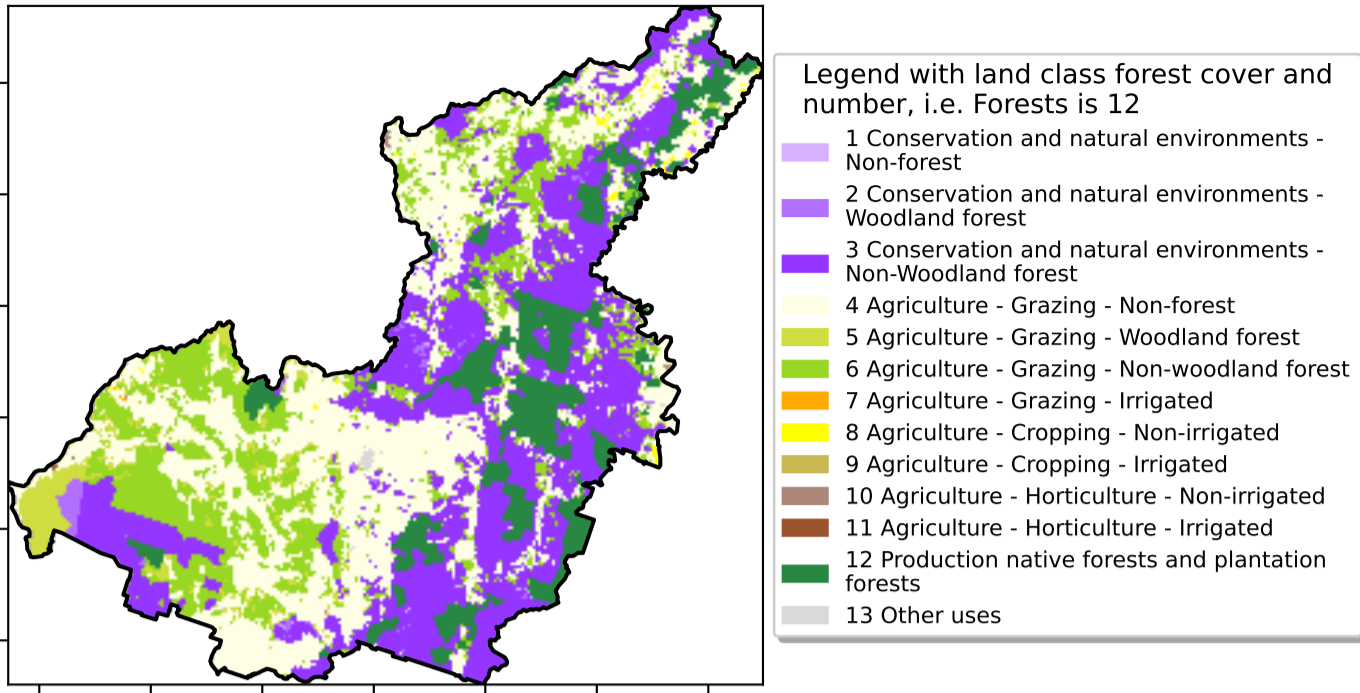 Legend with land class forest cover and
number, i.e. Forests is 12
1 Conservation and natural environments -
Non-forest
2 Conservation and natural environments -
Woodland forest
3 Conservation and natural environments -
Non-Woodland forest
4 Agriculture - Grazing - Non-forest
5 Agriculture - Grazing - Woodland forest
6 Agriculture - Grazing - Non-woodland forest
7 Agriculture - Grazing - Irrigated
8 Agriculture - Cropping - Non-irrigated
9 Agriculture - Cropping - Irrigated
10 Agriculture - Horticulture - Non-irrigated
11 Agriculture - Horticulture - Irrigated
12 Production native forests and plantation
forests
13 Other uses